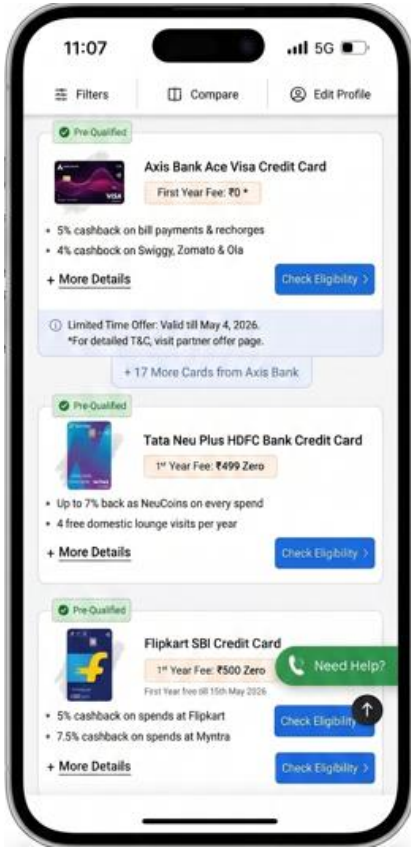 11:07
5G
Filters
Compare
Edit Profile
Pre-Qualified
Axis Bank Ace Visa Credit Card
First Year Fee: ₹0 *
VISA
• 5% cashback on bill payments & rechorges
• 4% cashbock on Swiggy, Zomato & Ola
+ More Details
Check Eligibility >
Limited Time Offer: Valid till May 4, 2026.
*For detailed T&C, visit partner offer page.
+ 17 More Cards from Axis Bank
Pre-Qualified
Tata Neu Plus HDFC Bank Credit Card
1st Year Fee: ₹499 Zero
• Up to 7% back as NeuCoins on every spend
• 4 free domestic lounge visits per year
+ More Details
Check Eligibility >
Pre-Qualified
Flipkart SBI Credit Card
1st Year Fee: ₹500 Zero
Need Help?
First Year free till 15th May 2026
• 5% cashback on spends at Flipkart
Check Eligibility
• 7.5% cashback on spends at Myntra
+ More Details
Check Eligibility >